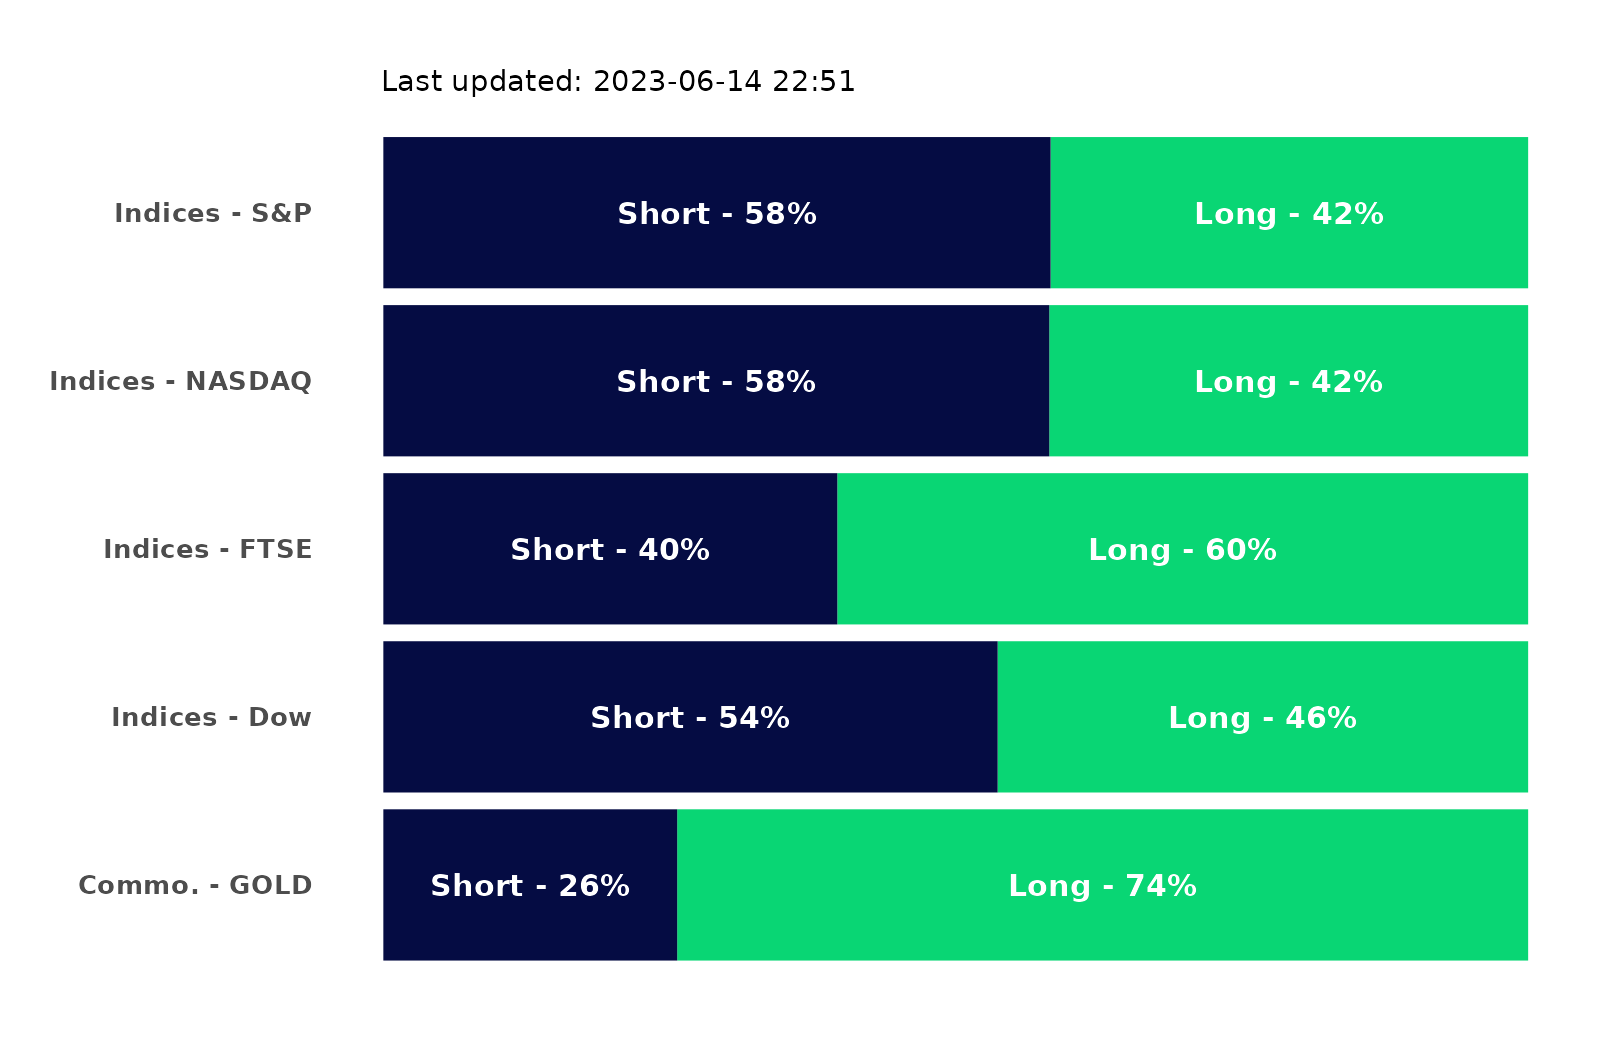 Last updated: 2023-06-14 22:51
Indices - S&P Short - 58% Long - 42%
Indices - NASDAQ Short - 58% Long - 42%
Indices - FTSE Short - 40% Long - 60%
Indices - Dow Short - 54% Long - 46%
Commo. - GOLD Short - 26% Long - 74%